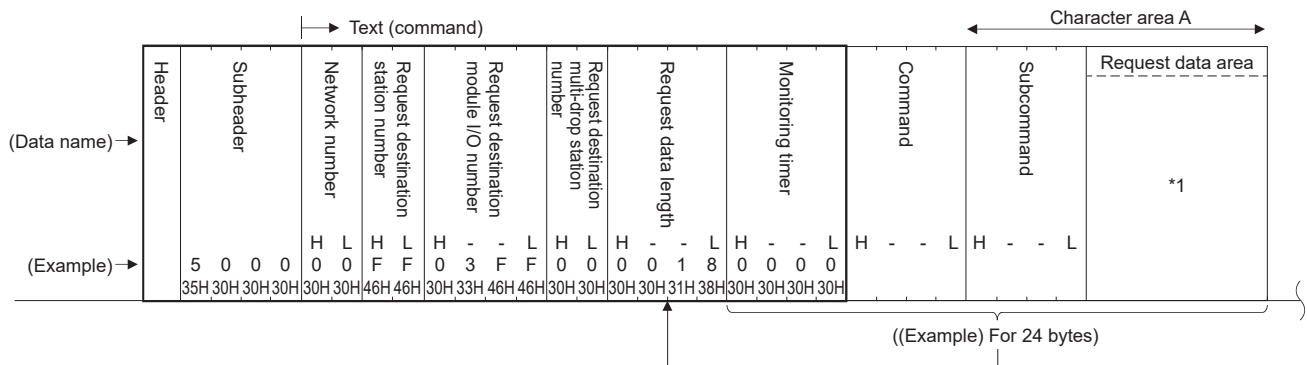 Character area A
Text (command)
Header
Subheader
Network number
Request destination
station number
Request destination
module I/O number
Request destination
multi-drop station
number
Request data length
Monitoring timer
Command
Subcommand
Request data area
(Data name)
*1
H L H L H - - L H L H - - L H - - L H - - L H - - L
(Example) 5 0 0 0 0 0 F F 0 3 F F 0 0 0 0 1 8 0 0 0 0
35H 30H 30H 30H 30H 30H 46H 46H 30H 33H 46H 46H 30H 30H 30H 30H 31H 38H 30H 30H 30H 30H
((Example) For 24 bytes)